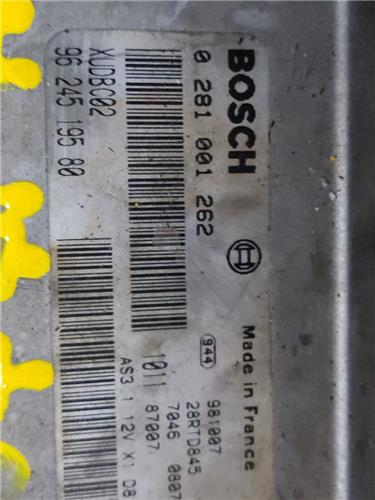 BOSCH
0 281 001 262
XUDBC02
96 245 195 80
1011
944
Made in France
981007
28RTD845
7046 0807
87007
AS3.1 12V X1 D8